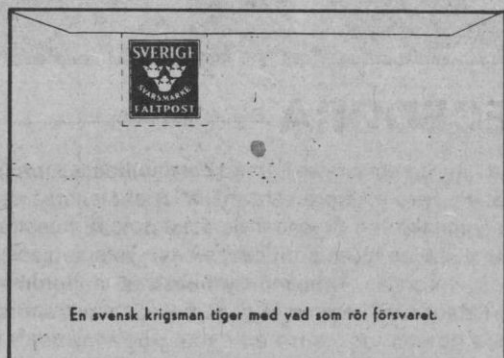 SVERIGE
SVARSMÄRKE
FÄLTPOST
En svensk krigsman tiger med vad som rör försvaret.